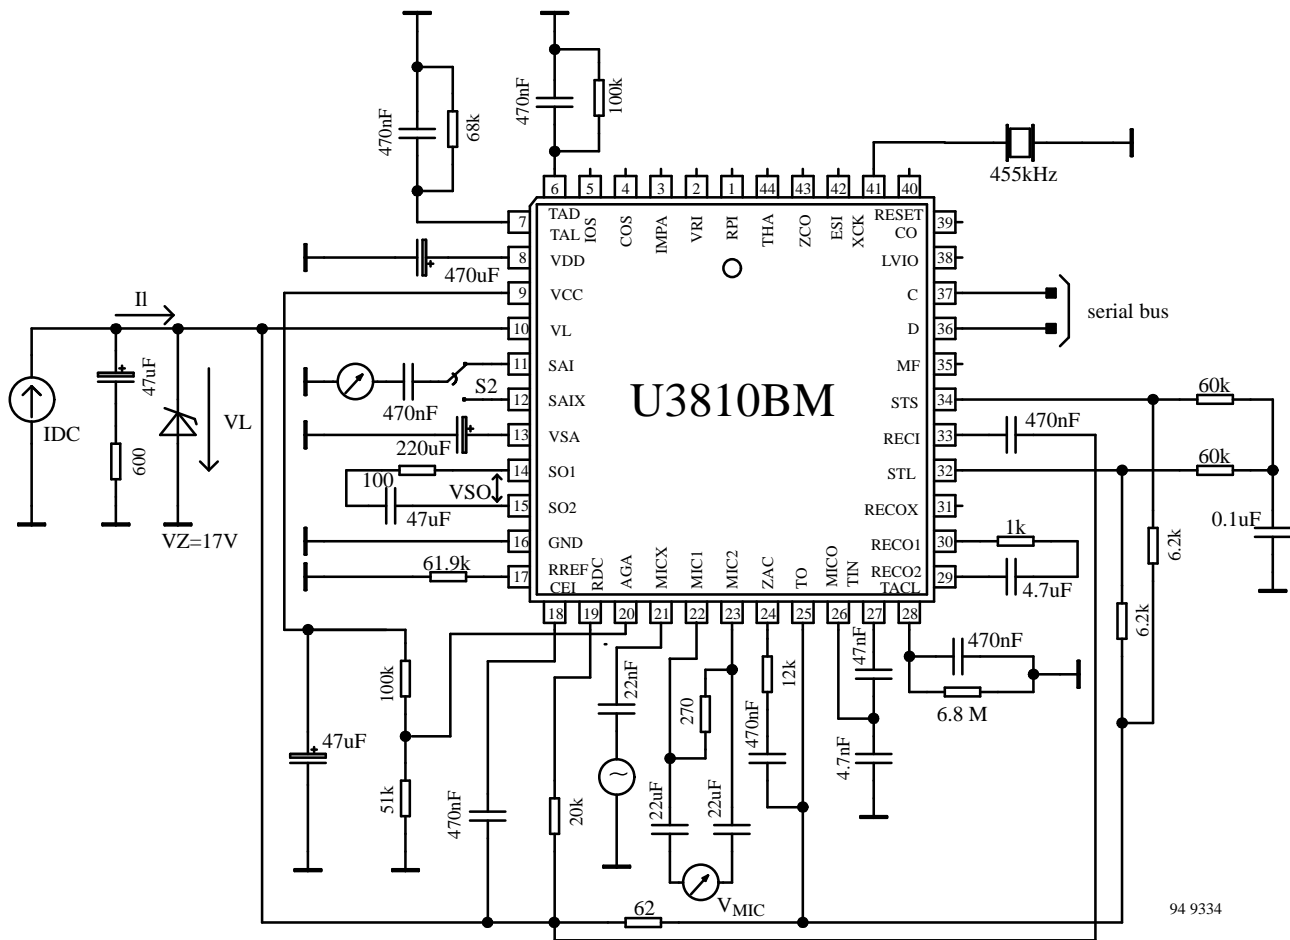 470nF
68k
470nF
100k
455kHz
6
5
4
3
2
1
44
43
42
41
40
7
8
9
10
11
12
13
14
15
16
17
TAD
TAL
VDD
VCC
VL
SAI
SAIX
VSA
SO1
SO2
GND
RREF
CEI
IOS
COS
IMPA
VRI
RPI
THA
ZCO
ESI
XCK
RESET
CO
LVIO
C
D
MF
STS
RECI
STL
RECOX
RECO1
RECO2
TACL
39
38
37
36
35
34
33
32
31
30
29
RDC
AGA
MICX
MIC1
MIC2
ZAC
TO
MICO
TIN
18
19
20
21
22
23
24
25
26
27
28
U3810BM
470uF
Il
47uF
600
IDC
VL
VZ=17V
470nF
S2
220uF
100
VSO
47uF
61.9k
serial bus
60k
470nF
60k
0.1uF
6.2k
6.2k
1k
4.7uF
470nF
6.8 M
47nF
4.7nF
12k
470nF
270
22nF
22uF
22uF
VMIC
100k
47uF
51k
470nF
20k
62
94 9334